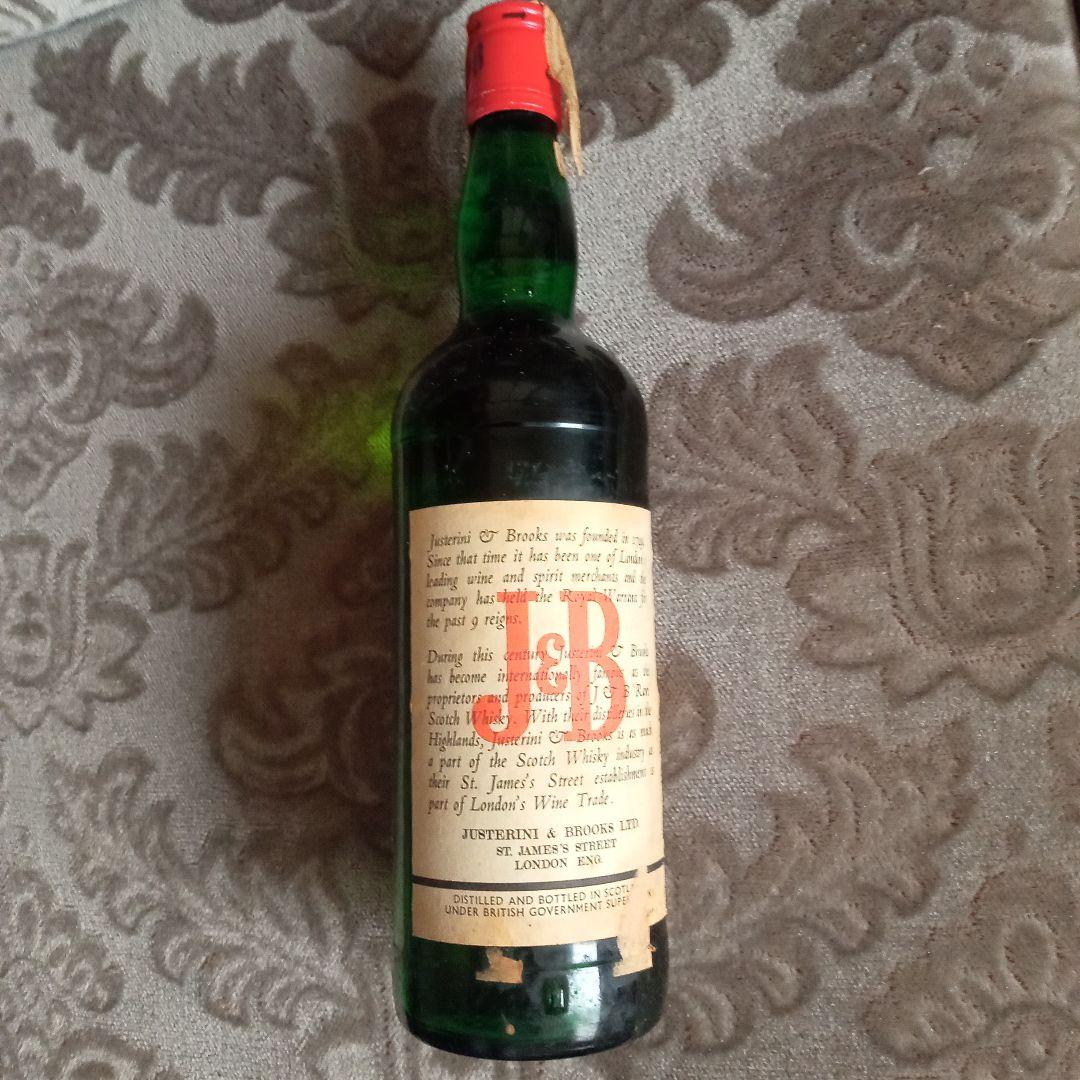 Justerini & Brooks was founded in 1749.
Since that time it has been one of London's
leading wine and spirit merchants and the
company has held the Royal Warrant for
the past 9 reigns.
During this century Justerini & Brooks
has become internationally famous as the
proprietors and producers of J & B Rare
Scotch Whisky. With their distilleries in the
Highlands, Justerini & Brooks is as much
a part of the Scotch Whisky industry as
their St. James's Street establishment is
part of London's Wine Trade.
J&B
JUSTERINI & BROOKS LTD.
ST. JAMES'S STREET
LONDON ENG.
DISTILLED AND BOTTLED IN
UNDER BRITISH GOVERNMENT